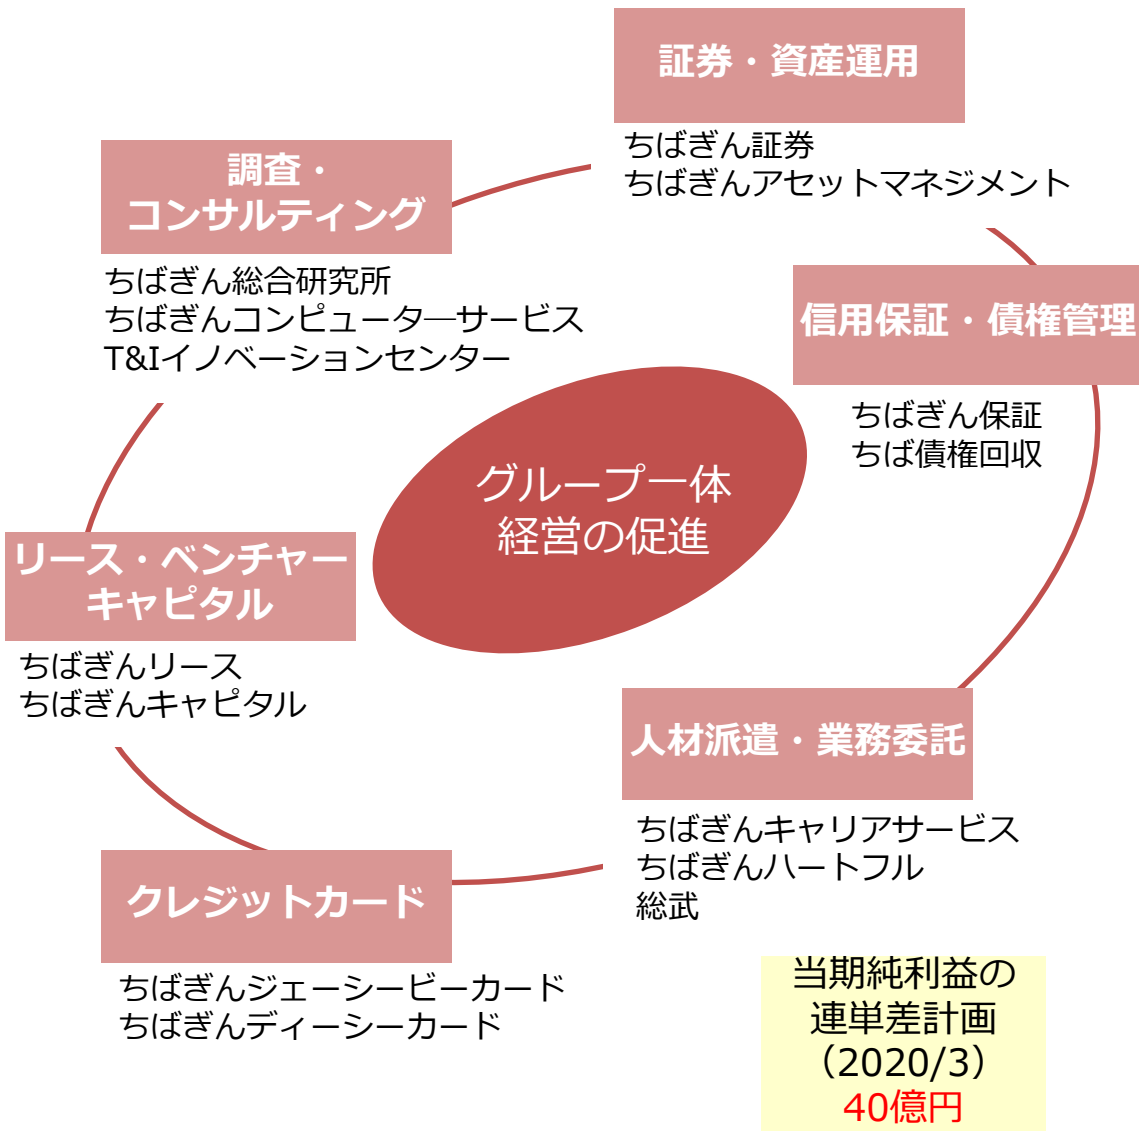 証券・資産運用
ちばぎん証券
ちばぎんアセットマネジメント
調査・
コンサルティング
ちばぎん総合研究所
ちばぎんコンピュータ―サービス
T&Iイノベーションセンター
信用保証・債権管理
ちばぎん保証
ちば債権回収
グループ一体
経営の促進
リース・ベンチャー
キャピタル
ちばぎんリース
ちばぎんキャピタル
人材派遣・業務委託
ちばぎんキャリアサービス
ちばぎんハートフル
総武
クレジットカード
ちばぎんジェーシービーカード
ちばぎんディーシーカード
当期純利益の
連単差計画
（2020/3）
40億円